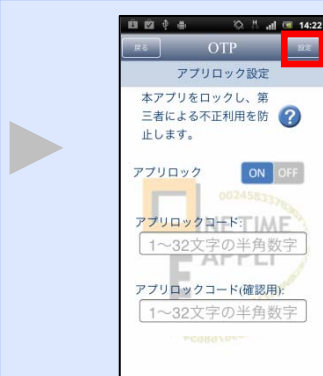 14:22
戻る
OTP
設定
アプリロック設定
本アプリをロックし、第
三者による不正利用を防
止します。
?
アプリロック
ON
OFF
アプリロックコード:
1～32文字の半角数字
アプリロックコード(確認用):
1～32文字の半角数字